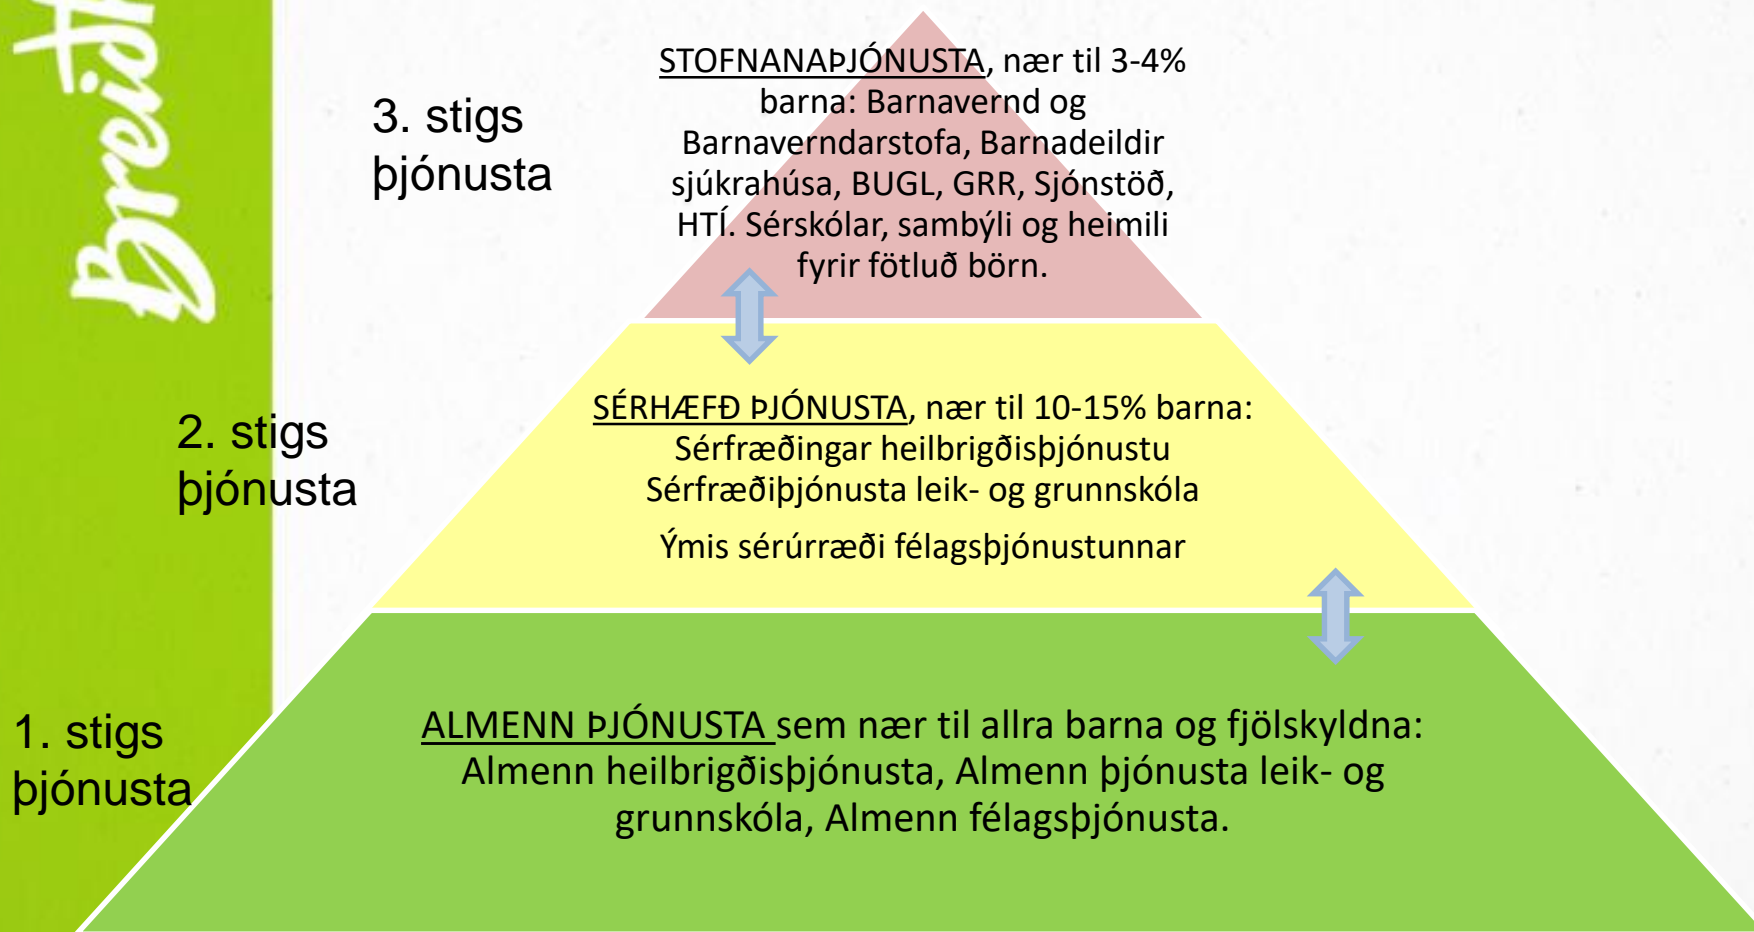 3. stigs
þjónusta
STOFNANAÞJÓNUSTA, nær til 3-4%
barna: Barnavernd og
Barnaverndarstofa, Barnadeildir
sjúkrahúsa, BUGL, GRR, Sjónstöð,
HTÍ. Sérskólar, sambýli og heimili
fyrir fötluð börn.
2. stigs
þjónusta
SÉRHÆFÐ ÞJÓNUSTA, nær til 10-15% barna:
Sérfræðingar heilbrigðisþjónustu
Sérfræðiþjónusta leik- og grunnskóla
Ýmis sérúrræði félagsþjónustunnar
1. stigs
þjónusta
ALMENN ÞJÓNUSTA sem nær til allra barna og fjölskyldna:
Almenn heilbrigðisþjónusta, Almenn þjónusta leik- og
grunnskóla, Almenn félagsþjónusta.